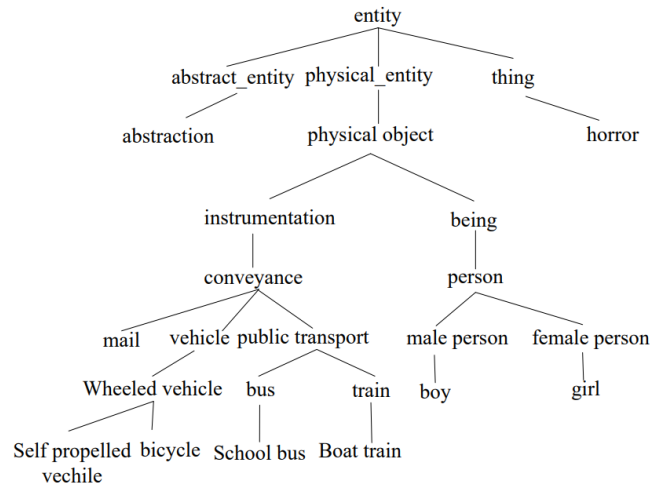 entity
abstract_entity physical_entity thing
abstraction physical object horror
instrumentation being
conveyance person
mail vehicle public transport male person female person
Wheeled vehicle bus train boy girl
Self propelled bicycle School bus Boat train
vechile